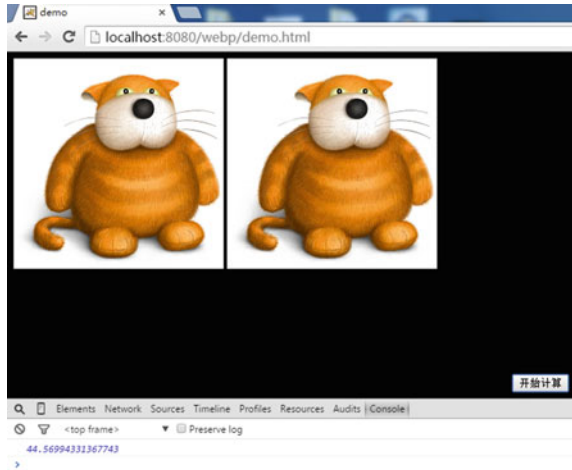 demo
localhost:8080/webp/demo.html
开始计算
Elements Network Sources Timeline Profiles Resources Audits Console
<top frame> ▼ Preserve log
44.56994331367743
>